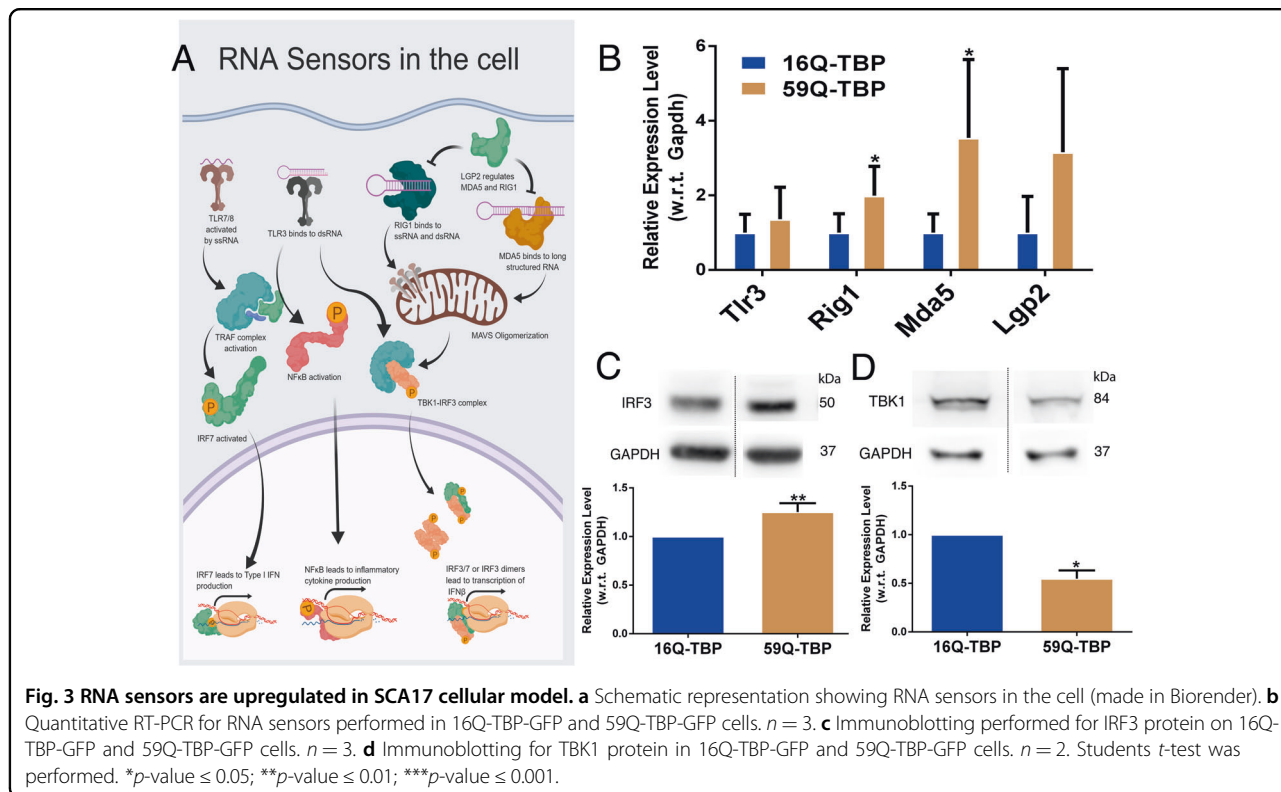 A
RNA Sensors in the cell
TLR7/8
activated
by ssRNA
TLR3 binds to dsRNA
RIG1 binds to
ssRNA and dsRNA
LGP2 regulates
MDA5 and RIG1
MDA5 binds to long
structured RNA
TRAF complex
activation
P
NFκB activation
MAVS Oligomerization
P
TBK1-IRF3 complex
P
IRF7 activated
P
P
P
P
IRF7 leads to Type I IFN
production
P
NFκB leads to inflammatory
cytokine production
P
IRF3/7 or IRF3 dimers
lead to transcription of
IFNβ
P
B
16Q-TBP
59Q-TBP
Relative Expression Level
(w.r.t. Gapdh)
6
4
2
0
*
*
Tlr3
Rig1
Mda5
Lgp2
C
kDa
IRF3
50
GAPDH
37
Relative Expression Level
(w.r.t. GAPDH)
1.5
1.0
0.5
0.0
**
16Q-TBP
59Q-TBP
D
kDa
TBK1
84
GAPDH
37
Relative Expression Level
(w.r.t. GAPDH)
1.5
1.0
0.5
0.0
*
16Q-TBP
59Q-TBP
Fig. 3 RNA sensors are upregulated in SCA17 cellular model. a Schematic representation showing RNA sensors in the cell (made in Biorender). b
Quantitative RT-PCR for RNA sensors performed in 16Q-TBP-GFP and 59Q-TBP-GFP cells. n = 3. c Immunoblotting performed for IRF3 protein on 16Q-
TBP-GFP and 59Q-TBP-GFP cells. n = 3. d Immunoblotting for TBK1 protein in 16Q-TBP-GFP and 59Q-TBP-GFP cells. n = 2. Students t-test was
performed. *p-value ≤ 0.05; **p-value ≤ 0.01; ***p-value ≤ 0.001.